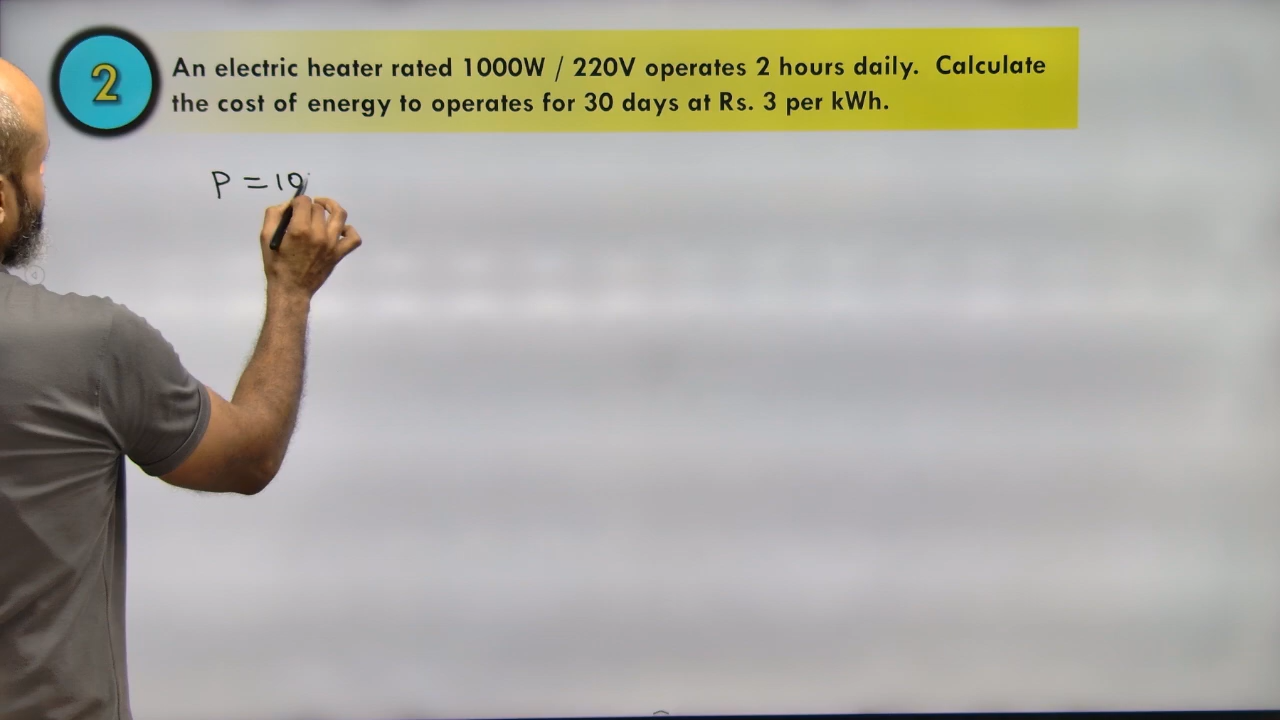 2
An electric heater rated 1000W / 220V operates 2 hours daily. Calculate
the cost of energy to operates for 30 days at Rs. 3 per kWh.
P = 10